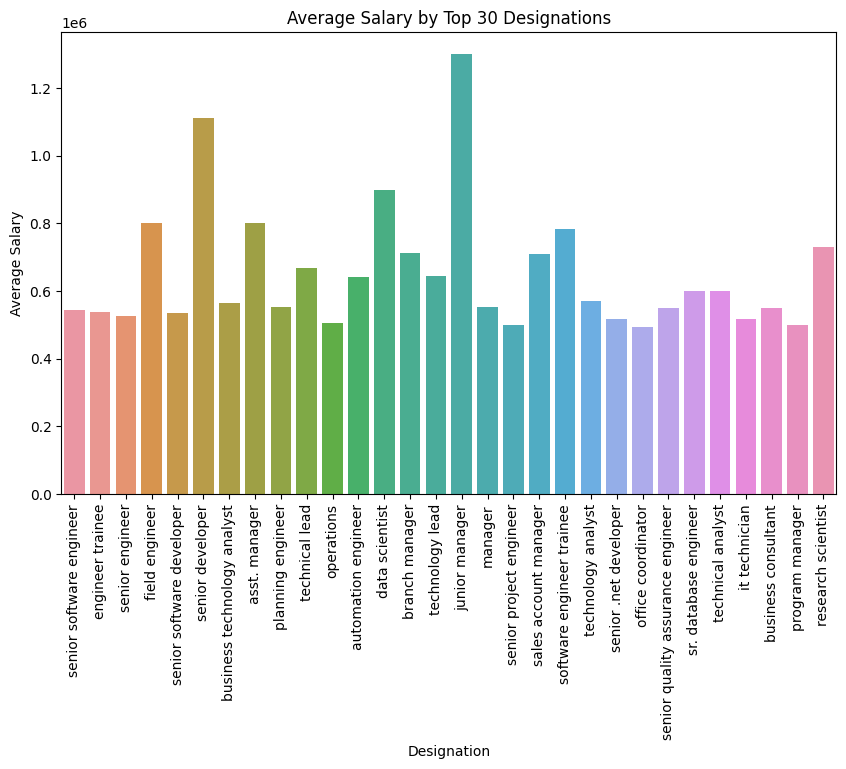 Average Salary by Top 30 Designations
1e6
1.2
1.0
0.8
0.6
0.4
0.2
0.0
Average Salary
senior software engineer
engineer trainee
senior engineer
field engineer
senior software developer
senior developer
business technology analyst
asst. manager
planning engineer
technical lead
operations
automation engineer
data scientist
branch manager
technology lead
junior manager
manager
senior project engineer
sales account manager
software engineer trainee
technology analyst
senior .net developer
office coordinator
senior quality assurance engineer
sr. database engineer
technical analyst
it technician
business consultant
program manager
research scientist
Designation